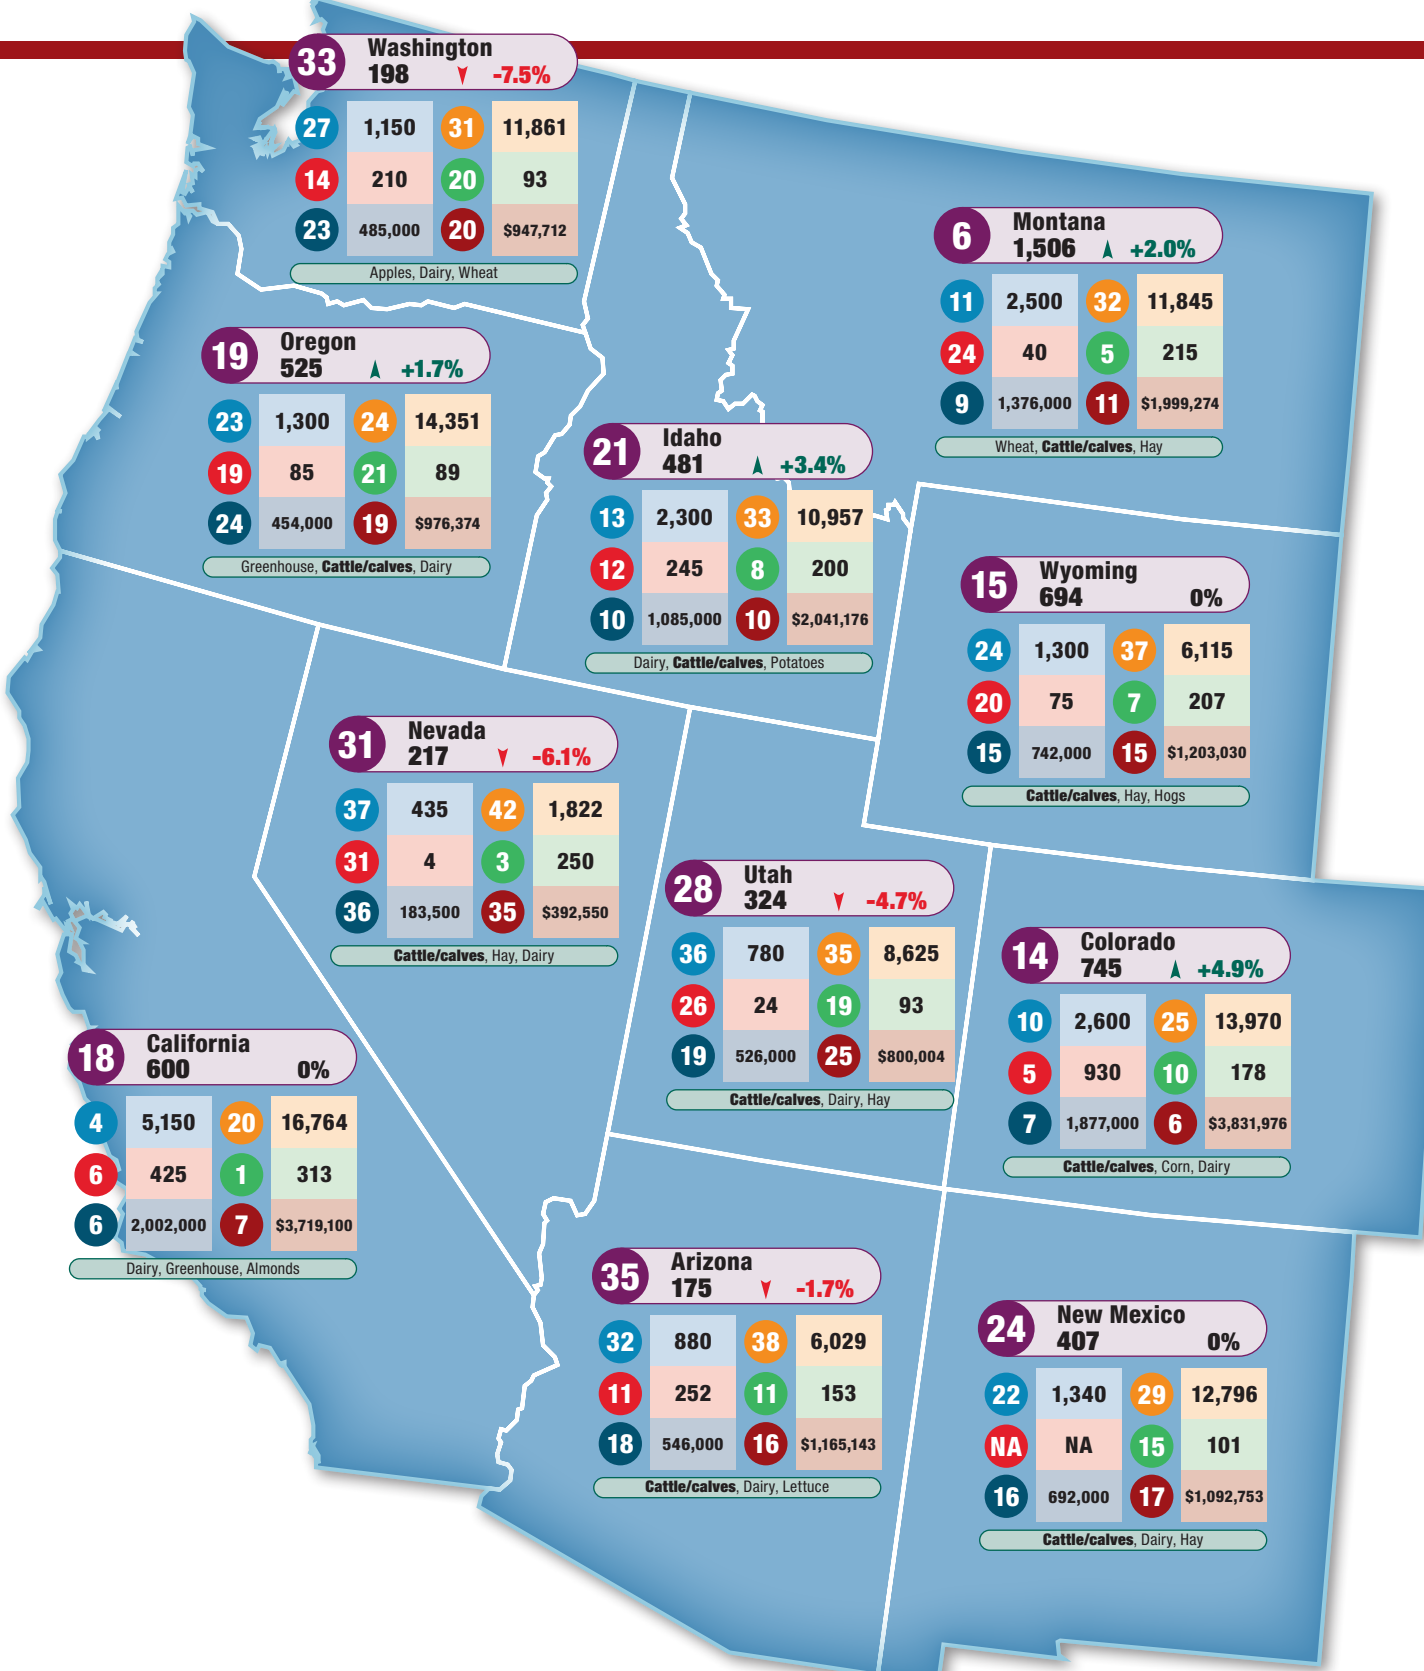 33 Washington
198 -7.5%
27 1,150 31 11,861
14 210 20 93
23 485,000 20 $947,712
Apples, Dairy, Wheat
6 Montana
1,506 +2.0%
11 2,500 32 11,845
24 40 5 215
9 1,376,000 11 $1,999,274
Wheat, Cattle/calves, Hay
19 Oregon
525 +1.7%
23 1,300 24 14,351
19 85 21 89
24 454,000 19 $976,374
Greenhouse, Cattle/calves, Dairy
21 Idaho
481 +3.4%
13 2,300 33 10,957
12 245 8 200
10 1,085,000 10 $2,041,176
Dairy, Cattle/calves, Potatoes
15 Wyoming
694 0%
24 1,300 37 6,115
20 75 7 207
15 742,000 15 $1,203,030
Cattle/calves, Hay, Hogs
31 Nevada
217 -6.1%
37 435 42 1,822
31 4 3 250
36 183,500 35 $392,550
Cattle/calves, Hay, Dairy
28 Utah
324 -4.7%
36 780 35 8,625
26 24 19 93
19 526,000 25 $800,004
Cattle/calves, Dairy, Hay
14 Colorado
745 +4.9%
10 2,600 25 13,970
5 930 10 178
7 1,877,000 6 $3,831,976
Cattle/calves, Corn, Dairy
18 California
600 0%
4 5,150 20 16,764
6 425 1 313
6 2,002,000 7 $3,719,100
Dairy, Greenhouse, Almonds
35 Arizona
175 -1.7%
32 880 38 6,029
11 252 11 153
18 546,000 16 $1,165,143
Cattle/calves, Dairy, Lettuce
24 New Mexico
407 0%
22 1,340 29 12,796
NA NA 15 101
16 692,000 17 $1,092,753
Cattle/calves, Dairy, Hay